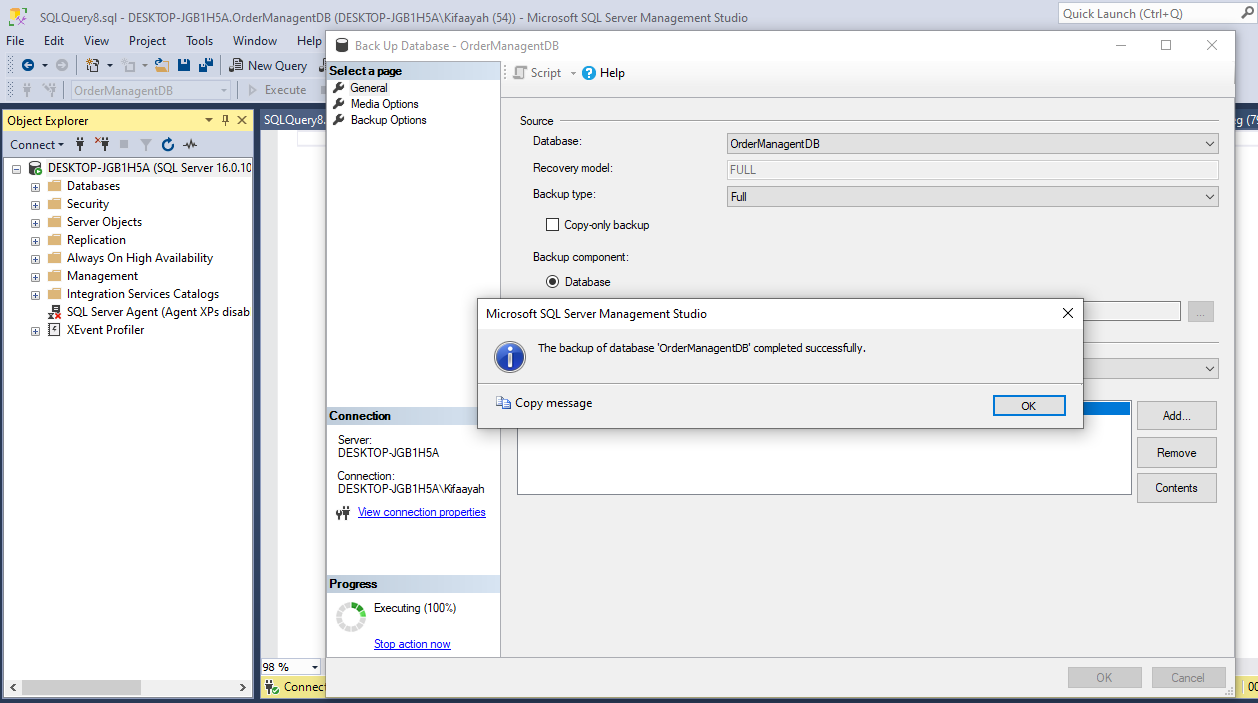 SQLQuery8.sql - DESKTOP-JGB1H5A.OrderManagentDB (DESKTOP-JGB1H5A\Kifaayah (54)) - Microsoft SQL Server Management Studio
Quick Launch (Ctrl+Q)
File Edit View Project Tools Window Help
New Query
OrderManagentDB
Execute
Object Explorer
Connect
DESKTOP-JGB1H5A (SQL Server 16.0.10
Databases
Security
Server Objects
Replication
Always On High Availability
Management
Integration Services Catalogs
SQL Server Agent (Agent XPs disab
XEvent Profiler
SQLQuery8.
98 %
Connect
Back Up Database - OrderManagentDB
Select a page
General
Media Options
Backup Options
Script
Help
Source
Database:
OrderManagentDB
Recovery model:
FULL
Backup type:
Full
Copy-only backup
Backup component:
Database
...
Microsoft SQL Server Management Studio
The backup of database 'OrderManagentDB' completed successfully.
Copy message
OK
Add...
Remove
Contents
Connection
Server:
DESKTOP-JGB1H5A
Connection:
DESKTOP-JGB1H5A\Kifaayah
View connection properties
Progress
Executing (100%)
Stop action now
OK
Cancel
eg (79
00